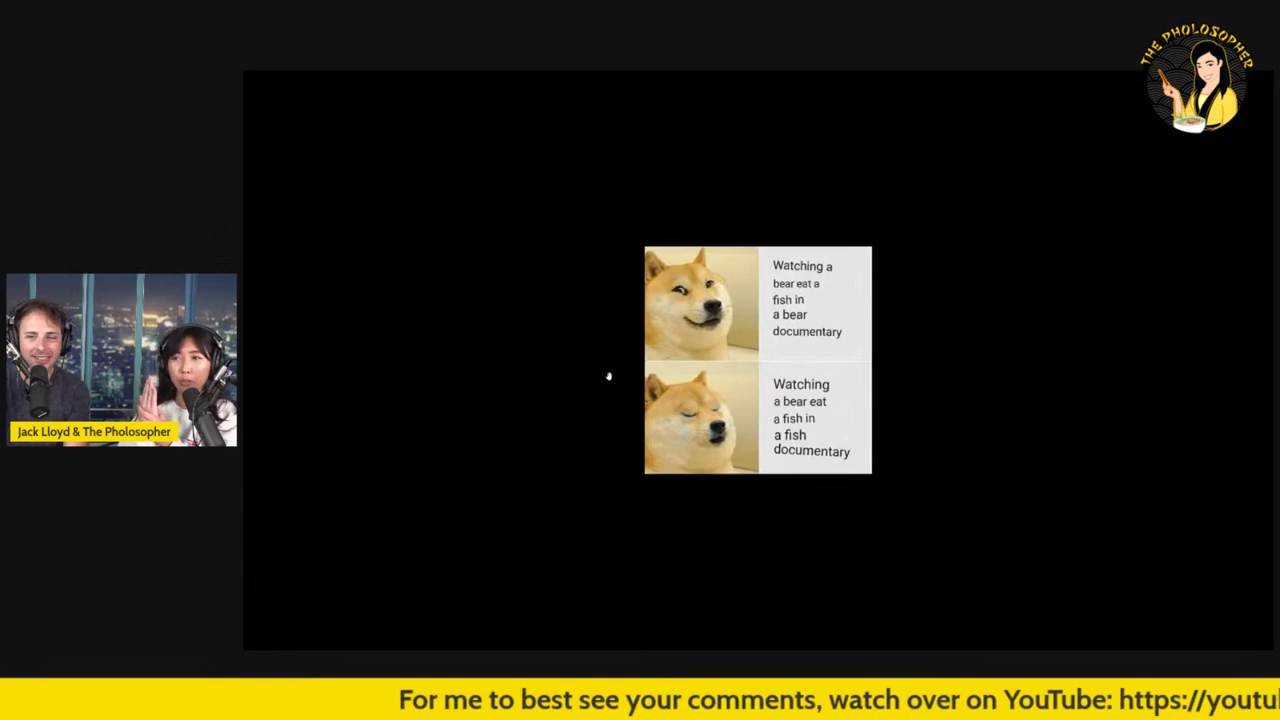 THE PHOLOSOPHER
Watching a
bear eat a
fish in
a bear
documentary
Watching
a bear eat
a fish in
a fish
documentary
Jack Lloyd & The Pholosopher
For me to best see your comments, watch over on YouTube: https://youtu